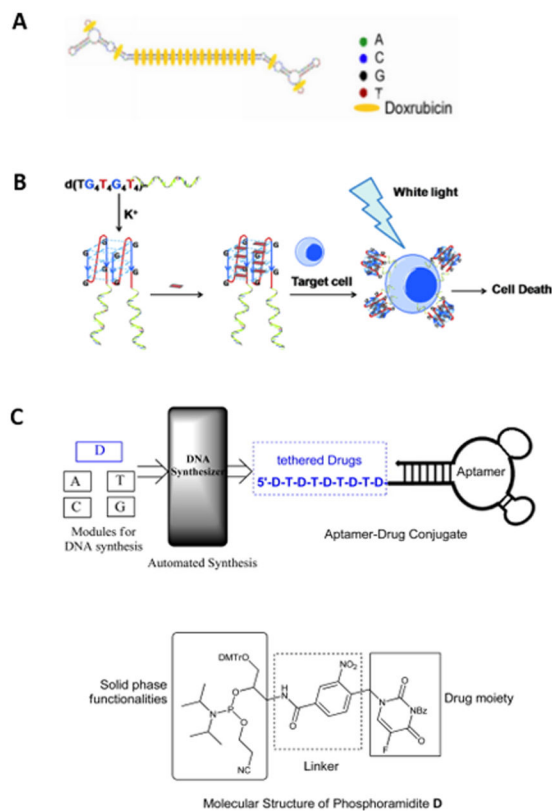 A
A
C
G
T
Doxrubicin
B
d(TG4T4G4T4)-
K+
G
G
G
G
G
G
G
G
White light
Target cell
Cell Death
C
D
A T
C G
Modules for
DNA synthesis
DNA
Synthesizer
Automated Synthesis
tethered Drugs
5'-D-T-D-T-D-T-D-T-D
Aptamer
Aptamer-Drug Conjugate
Solid phase
functionalities
DMTrO
O
P
N
O
NC
H
N
O
NO2
Linker
O
N
NBz
F
O
Drug moiety
Molecular Structure of Phosphoramidite D